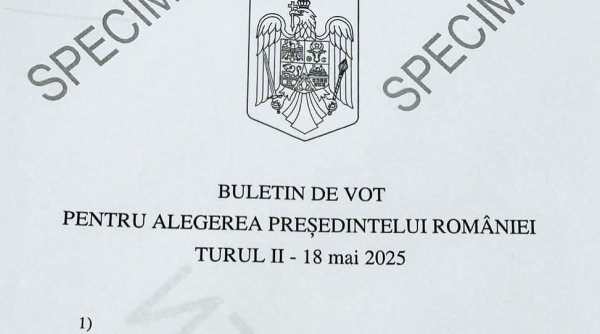 SPECIM
SPECIM
BULETIN DE VOT
PENTRU ALEGEREA PREȘEDINTELUI ROMÂNIEI
TURUL II - 18 mai 2025
1)